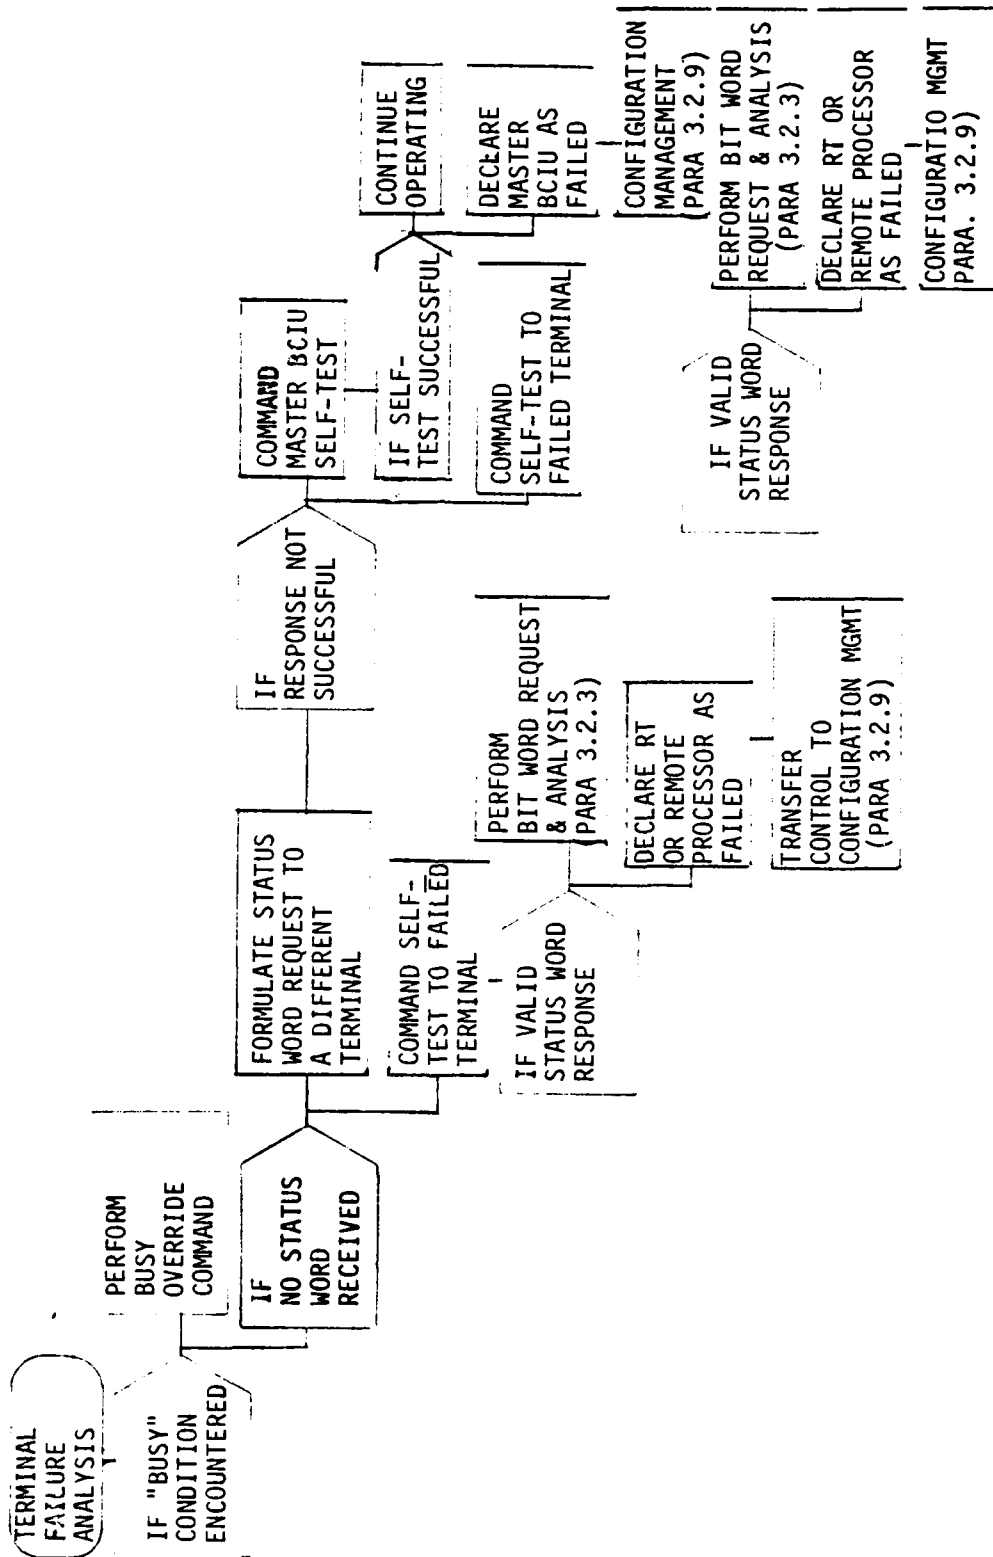 TERMINAL
FAILURE
ANALYSIS
IF "BUSY"
CONDITION
ENCOUNTERED
PERFORM
BUSY
OVERRIDE
COMMAND
IF
NO STATUS
WORD
RECEIVED
FORMULATE STATUS
WORD REQUEST TO
A DIFFERENT
TERMINAL
COMMAND SELF-
TEST TO FAILED
TERMINAL
IF VALID
STATUS WORD
RESPONSE
PERFORM
BIT WORD REQUEST
& ANALYSIS
(PARA 3.2.3)
DECLARE RT
OR REMOTE
PROCESSOR AS
FAILED
TRANSFER
CONTROL TO
CONFIGURATION MGMT
(PARA 3.2.9)
IF
RESPONSE NOT
SUCCESSFUL
COMMAND
MASTER BCIU
SELF-TEST
IF SELF-
TEST SUCCESSFUL
COMMAND
SELF-TEST TO
FAILED TERMINAL
CONTINUE
OPERATING
DECLARE
MASTER
BCIU AS
FAILED
CONFIGURATION
MANAGEMENT
(PARA 3.2.9)
IF VALID
STATUS WORD
RESPONSE
PERFORM BIT WORD
REQUEST & ANALYSIS
(PARA 3.2.3)
DECLARE RT OR
REMOTE PROCESSOR
AS FAILED
CONFIGURATIO MGMT
PARA. 3.2.9)